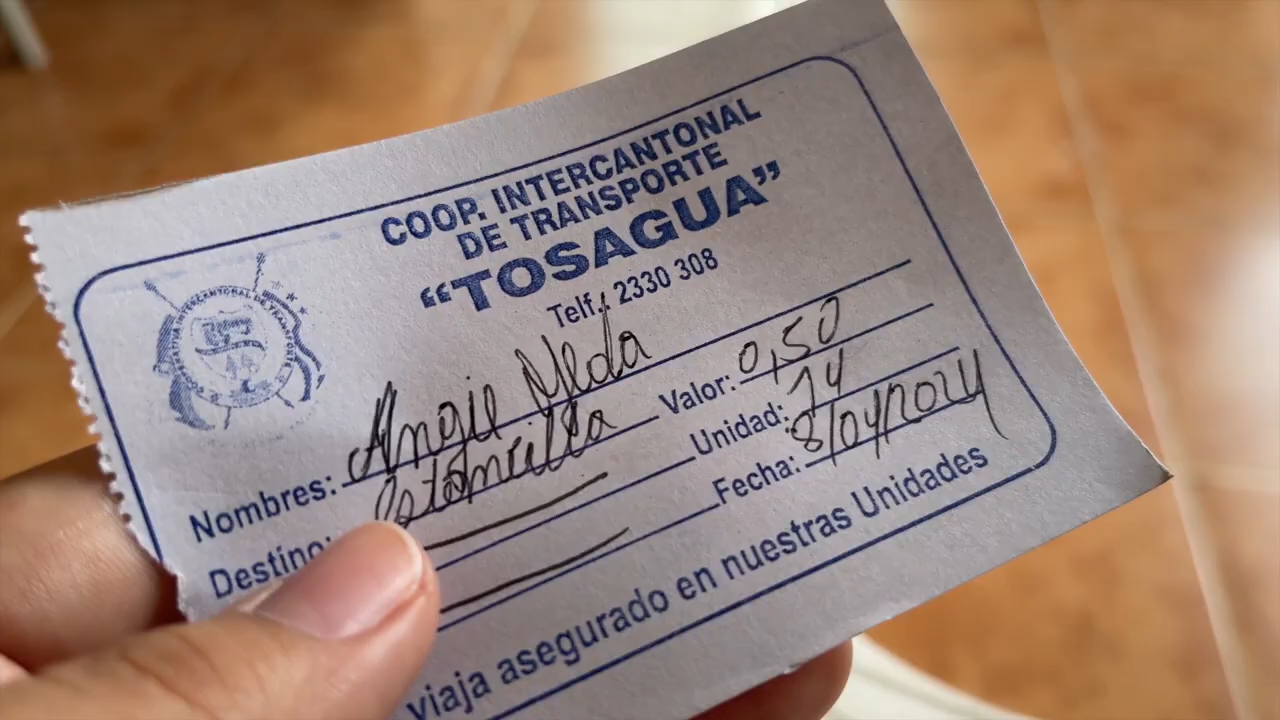 COOP. INTERCANTONAL
DE TRANSPORTE
“TOSAGUA”
Telf.: 2330 308
Nombres: Angie
Valor: 0,50
Destino:
Unidad: 14
Fecha: 8/04/2024
viaja asegurado en nuestras Unidades